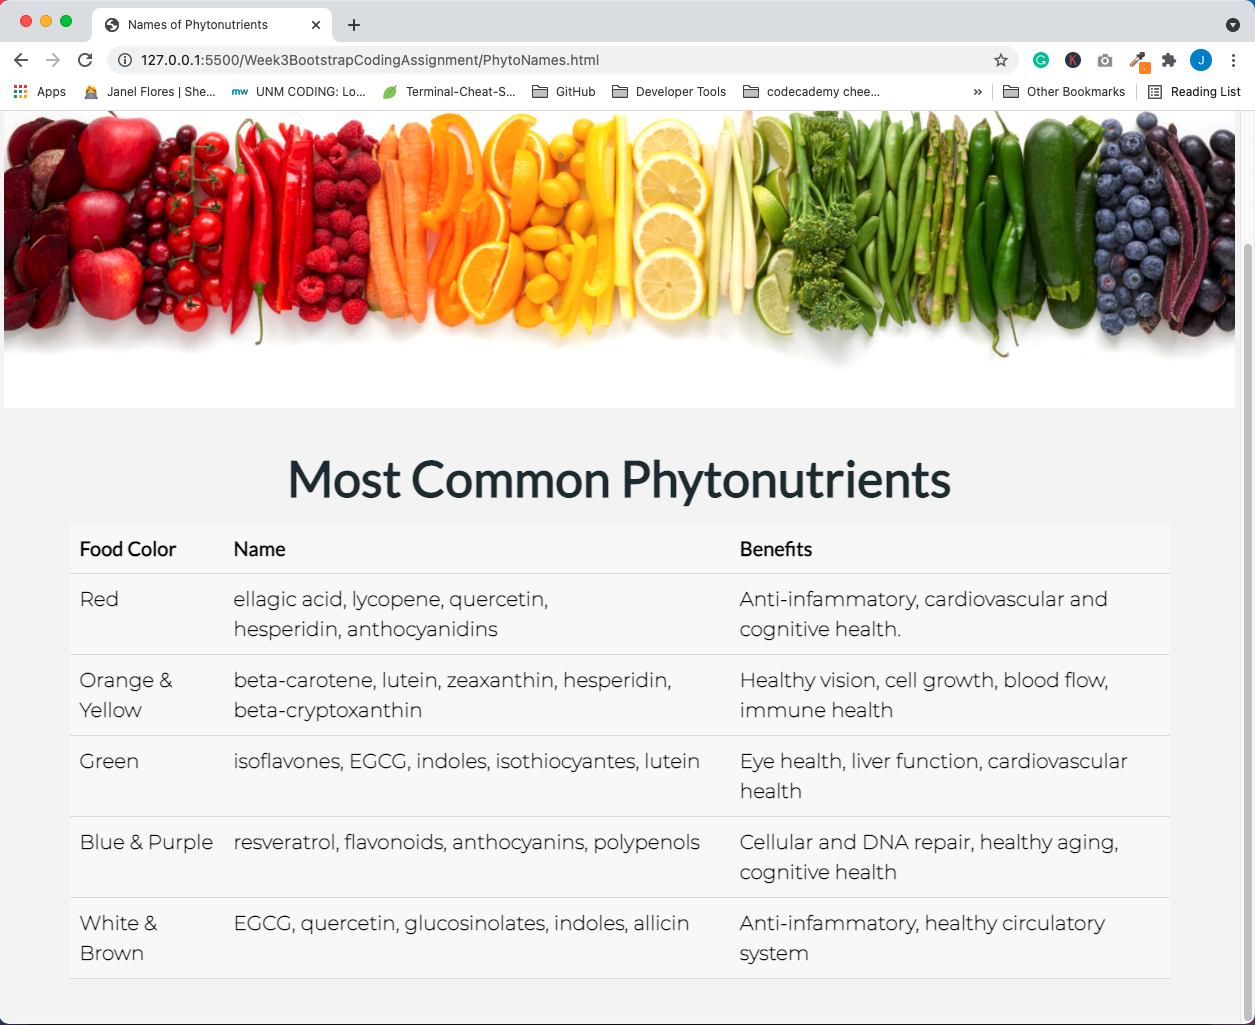 Names of Phytonutrients
127.0.0.1:5500/Week3BootstrapCodingAssignment/PhytoNames.html
J
Apps Janel Flores | She... mw UNM CODING: Lo... Terminal-Cheat-S... GitHub Developer Tools codecademy chee... » Other Bookmarks Reading List
Most Common Phytonutrients
Food Color Name Benefits
Red ellagic acid, lycopene, quercetin, Anti-infammatory, cardiovascular and
hesperidin, anthocyanidins cognitive health.
Orange & beta-carotene, lutein, zeaxanthin, hesperidin, Healthy vision, cell growth, blood flow,
Yellow beta-cryptoxanthin immune health
Green isoflavones, EGCG, indoles, isothiocyantes, lutein Eye health, liver function, cardiovascular
health
Blue & Purple resveratrol, flavonoids, anthocyanins, polypenols Cellular and DNA repair, healthy aging,
cognitive health
White & EGCG, quercetin, glucosinolates, indoles, allicin Anti-infammatory, healthy circulatory
Brown system